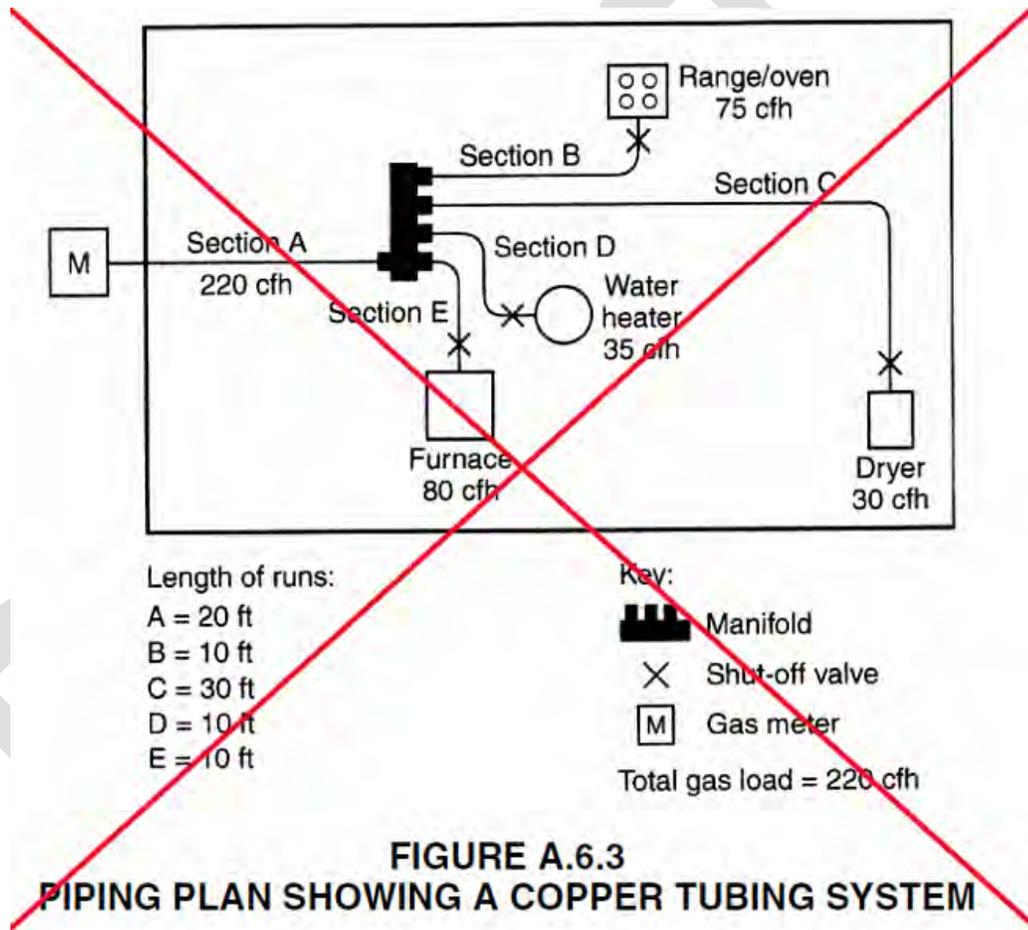 Range/oven
75 cfh
Section B
Section C
Section A
220 cfh
M
Section D
Water
heater
35 cfh
Section E
Furnace
80 cfh
Dryer
30 cfh
Length of runs:
A = 20 ft
B = 10 ft
C = 30 ft
D = 10 ft
E = 10 ft
Key:
Manifold
Shut-off valve
M Gas meter
Total gas load = 220 cfh
FIGURE A.6.3
PIPING PLAN SHOWING A COPPER TUBING SYSTEM